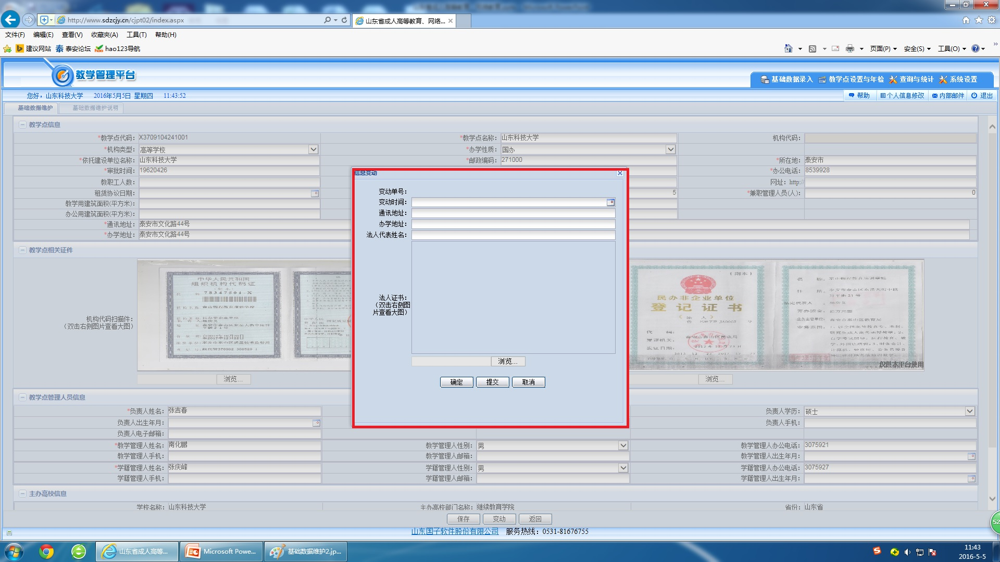 http://www.sdzcjy.cn/cjpt02/index.aspx
山东省成人高等教育、网络...
文件(F) 编辑(E) 查看(V) 收藏夹(A) 工具(T) 帮助(H)
建议网站 泰安论坛 hao123导航
页面(P) 安全(S) 工具(O)
教学管理平台
基础数据录入 教学点设置与年检 查询与统计 系统设置
您好，山东科技大学 2016年5月5日 星期四 11:43:52
帮助 个人信息修改 内部邮件 退出
基础数据维护 基础数据维护说明
教学点信息
*教学点代码： X3709104241001 *教学点名称： 山东科技大学 机构代码：
*机构类型： 高等学校 *办学性质： 国办
*依托建设单位名称： 山东科技大学 *邮政编码： 271000 *所在地： 泰安市
*审批时间： 19620426 *办公电话： 8539928
教职工人数： 网址：http://
租赁协议日期： 5 *兼职管理人员(人)： 0
教学用建筑面积(平方米)：
办公用建筑面积(平方米)：
*通讯地址： 泰安市文化路44号
*办学地址： 泰安市文化路44号
信息变动
变动单号：
变动时间：
通讯地址：
办学地址：
法人代表姓名：
法人证书：
（双击右侧图
片查看大图）
浏览...
确定 提交 取消
教学点相关证件
机构代码扫描件：
（双击右侧图片查看大图）
中华人民共和国
组织机构代码证
78347501-X
（副本）
民办非企业单位
登记证书
（法人）
仅供本平台使用
浏览... 浏览...
教学点管理人员信息
*负责人姓名： 张吉春 负责人学历： 硕士
负责人出生年月： 负责人手机：
负责人电子邮箱：
*教学管理人姓名： 南化鹏 教学管理人性别： 男 教学管理人办公电话： 3075921
教学管理人手机： 教学管理人邮箱： 教学管理人出生年月：
*学籍管理人姓名： 张庆峰 学籍管理人性别： 男 学籍管理人办公电话： 3075927
学籍管理人手机： 学籍管理人邮箱： 学籍管理人出生年月：
主办高校信息
学校名称： 山东科技大学 主办高校部门名称： 继续教育学院 省份： 山东省
保存 变动 返回
山东国子软件股份有限公司 服务热线：0531-81676755
52
山东省成人高等... Microsoft Powe... 基础数据维护2.jp...
11:43
2016-5-5